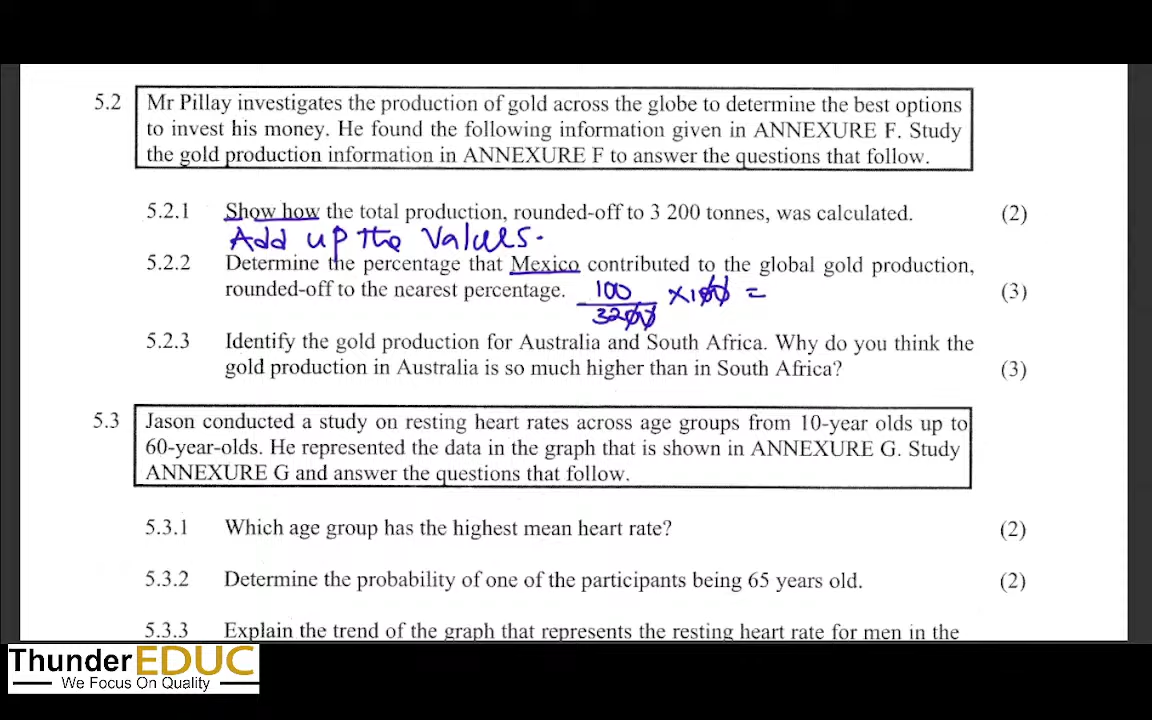 5.2 Mr Pillay investigates the production of gold across the globe to determine the best options
to invest his money. He found the following information given in ANNEXURE F. Study
the gold production information in ANNEXURE F to answer the questions that follow.
5.2.1 Show how the total production, rounded-off to 3 200 tonnes, was calculated. (2)
Add up the values.
5.2.2 Determine the percentage that Mexico contributed to the global gold production,
rounded-off to the nearest percentage. 100/3200 ×100 = (3)
5.2.3 Identify the gold production for Australia and South Africa. Why do you think the
gold production in Australia is so much higher than in South Africa? (3)
5.3 Jason conducted a study on resting heart rates across age groups from 10-year olds up to
60-year-olds. He represented the data in the graph that is shown in ANNEXURE G. Study
ANNEXURE G and answer the questions that follow.
5.3.1 Which age group has the highest mean heart rate? (2)
5.3.2 Determine the probability of one of the participants being 65 years old. (2)
5.3.3 Explain the trend of the graph that represents the resting heart rate for men in the
ThunderEDUC
We Focus On Quality